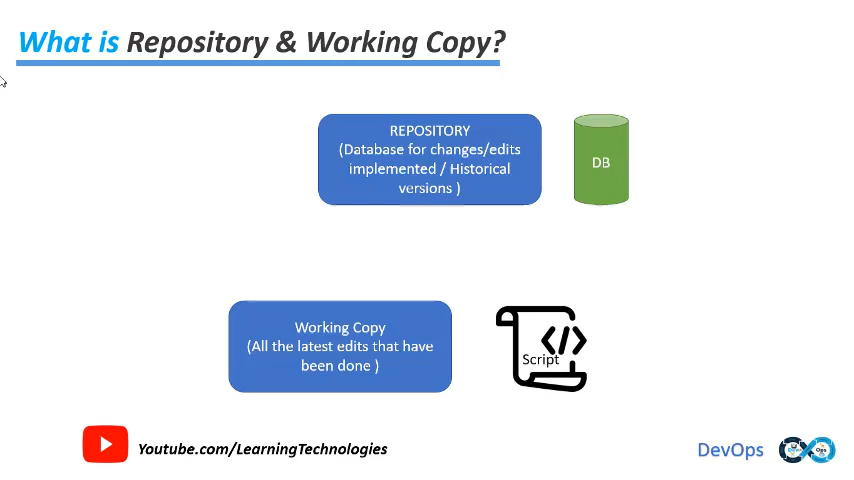 What is Repository & Working Copy?
REPOSITORY
(Database for changes/edits
implemented / Historical
versions )
DB
Working Copy
(All the latest edits that have
been done )
Script
Youtube.com/LearningTechnologies
DevOps
Ops